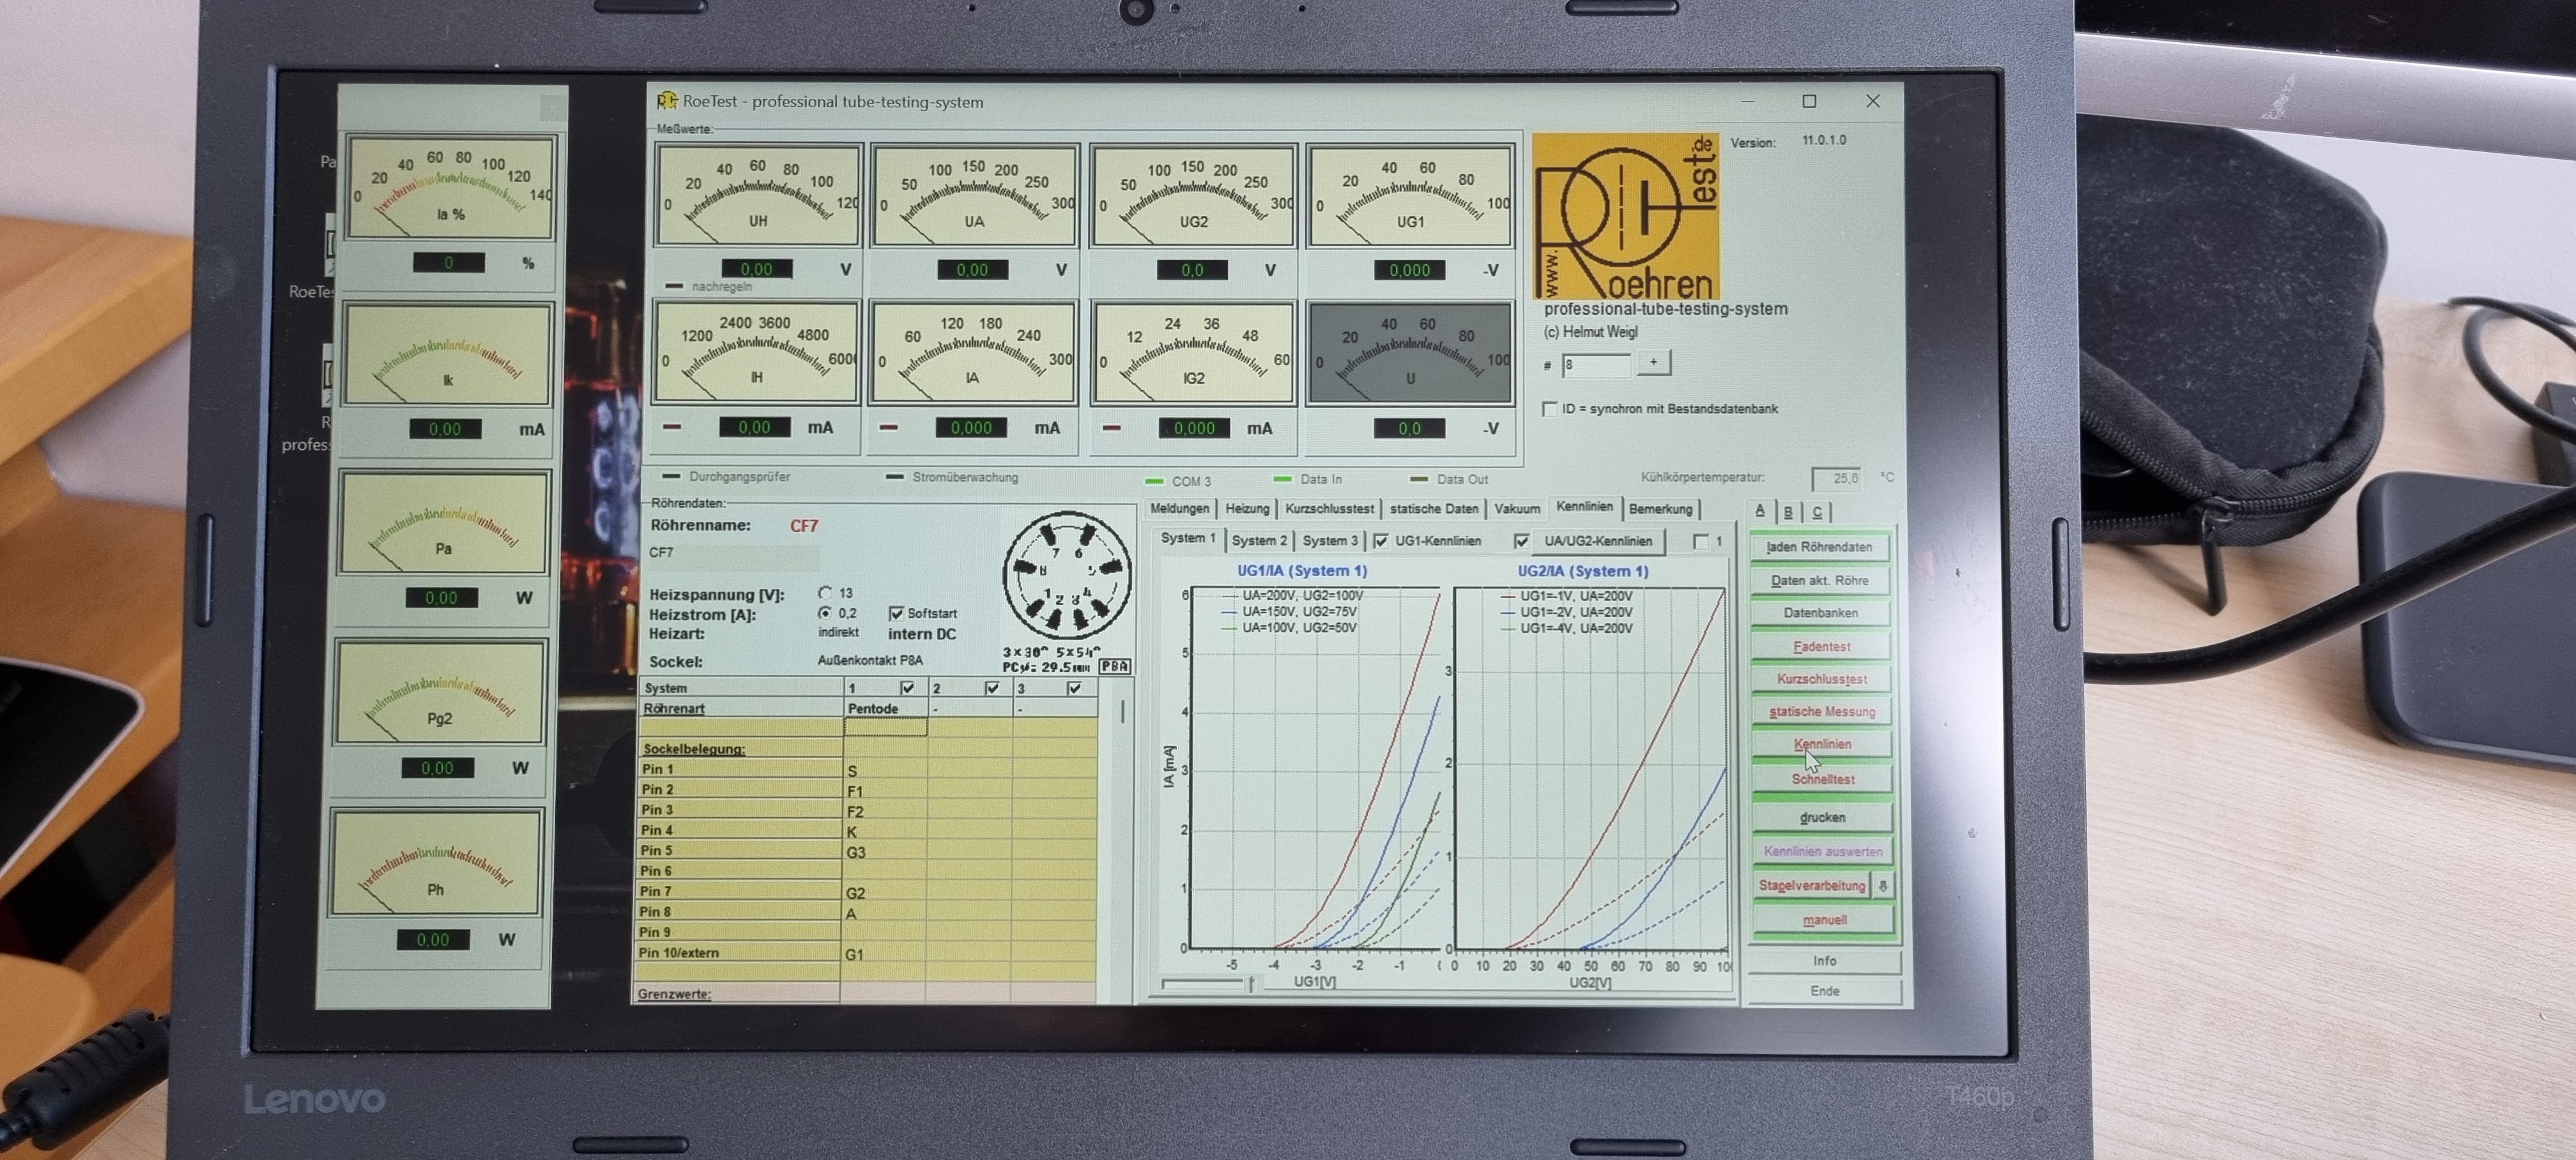 RoeTest - professional tube-testing-system
Meßwerte:
0 20 40 60 80 100 120 140
Ia %
0 %
Ik
0,00 mA
Pa
0,00 W
Pg2
0,00 W
Ph
0,00 W
Pa
RoeTes
R
profes
0 20 40 60 80 100 120
UH
0,00 V
nachregeln
0 50 100 150 200 250 300
UA
0,00 V
0 50 100 150 200 250 300
UG2
0,0 V
0 20 40 60 80 100
UG1
0,000 -V
0 1200 2400 3600 4800 6000
IH
0,00 mA
0 60 120 180 240 300
IA
0,000 mA
0 12 24 36 48 60
IG2
0,000 mA
0 20 40 60 80 100
U
0,0 -V
www.Roehrentest.de
Version: 11.0.1.0
professional-tube-testing-system
(c) Helmut Weigl
# 8 +
ID = synchron mit Bestandsdatenbank
Durchgangsprüfer Stromüberwachung COM 3 Data In Data Out Kühlkörpertemperatur: 25,6 °C
Röhrendaten:
Röhrenname: CF7
CF7
Heizspannung [V]: 13
Heizstrom [A]: 0,2 Softstart
Heizart: indirekt intern DC
Sockel: Außenkontakt P8A
7 6
8 5
1 2 3 4
3x30° 5x54°
PCø: 29.5mm P8A
System 1 2 3
Röhrenart Pentode - -
Sockelbelegung:
Pin 1 S
Pin 2 F1
Pin 3 F2
Pin 4 K
Pin 5 G3
Pin 6
Pin 7 G2
Pin 8 A
Pin 9
Pin 10/extern G1
Grenzwerte:
Meldungen Heizung Kurzschlusstest statische Daten Vakuum Kennlinien Bemerkung
System 1 System 2 System 3 UG1-Kennlinien UA/UG2-Kennlinien 1
UG1/IA (System 1)
UA=200V, UG2=100V
UA=150V, UG2=75V
UA=100V, UG2=50V
6
5
4
3
2
1
0
IA [mA]
-5 -4 -3 -2 -1
UG1[V]
UG2/IA (System 1)
UG1=-1V, UA=200V
UG1=-2V, UA=200V
UG1=-4V, UA=200V
3
2
1
0
0 10 20 30 40 50 60 70 80 90 100
UG2[V]
A B C
laden Röhrendaten
Daten akt. Röhre
Datenbanken
Fadentest
Kurzschlusstest
statische Messung
Kennlinien
Schnelltest
drucken
Kennlinien auswerten
Stapelverarbeitung
manuell
Info
Ende
Lenovo
T460p